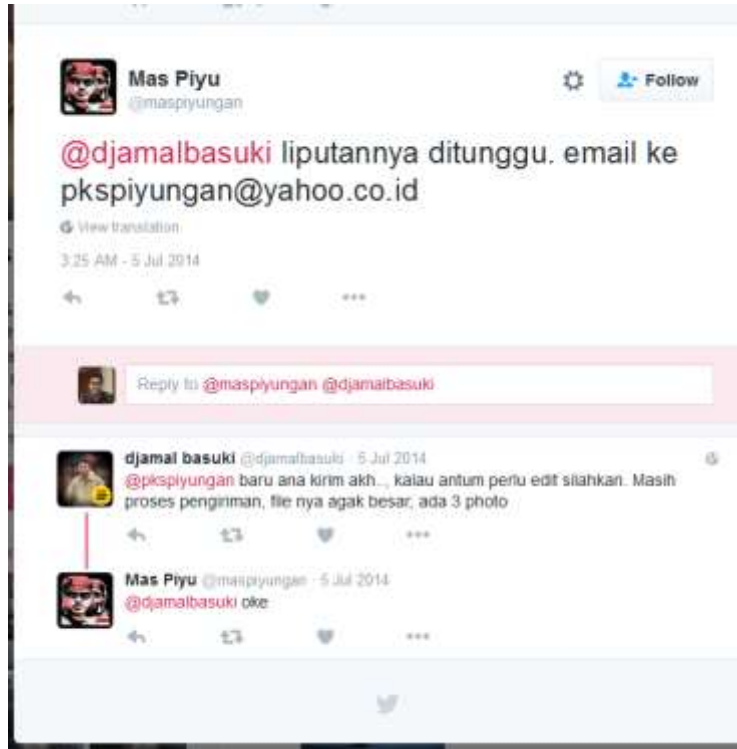 Mas Piyu
@maspiyungan
Follow
@djamalbasuki liputannya ditunggu. email ke
pkspiyungan@yahoo.co.id
View translation
3:25 AM - 5 Jul 2014
Reply to @maspiyungan @djamalbasuki
djamal basuki @djamalbasuki · 5 Jul 2014
@pkspiyungan baru ana kirim akh.., kalau antum perlu edit silahkan. Masih
proses pengiriman, file nya agak besar, ada 3 photo
Mas Piyu @maspiyungan · 5 Jul 2014
@djamalbasuki oke